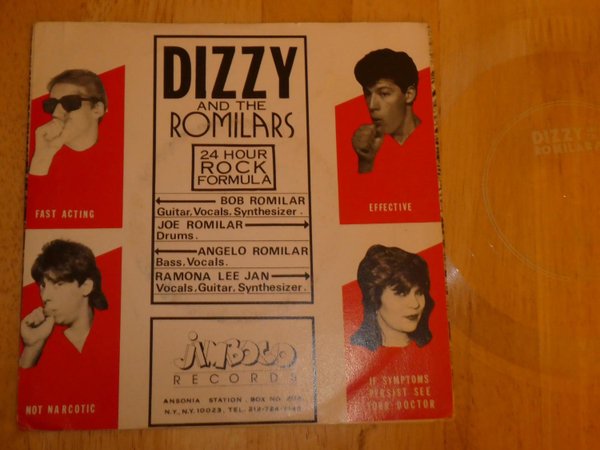 DIZZY
AND THE
ROMILARS
24 HOUR
ROCK
FORMULA
BOB ROMILAR
Guitar. Vocals. Synthesizer.
JOE ROMILAR
Drums.
ANGELO ROMILAR
Bass. Vocals.
RAMONA LEE JAN
Vocals. Guitar. Synthesizer.
FAST ACTING
EFFECTIVE
NOT NARCOTIC
IF SYMPTOMS
PERSIST SEE
YOUR DOCTOR
JIMBOCO
RECORDS
ANSONIA STATION, BOX NO.
N.Y., N.Y. 10023, TEL.
DIZZY
ROMILARS